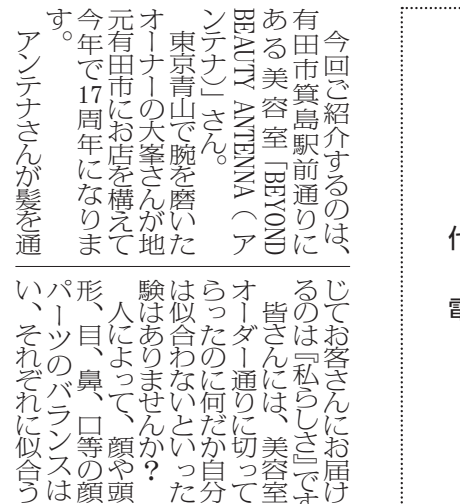 今回ご紹介するのは、
有田市箕島駅前通りに
ある美容室「BEYOND
BEAUTY ANTENNA（ア
ンテナ）」さん。
東京青山で腕を磨いた
オーナーの大峯さんが地
元有田市にお店を構えて
今年で17周年になりま
す。
アンテナさんが髪を通
じてお客さんにお届け
るのは『私らしさ』です
皆さんには、美容室
オーダー通りに切って
らったのに何だか自分
は似合わないといった
験はありませんか？
人によって、顔や頭
形、目、鼻、口等の顔
パーツのバランスは
い、それぞれに似合う